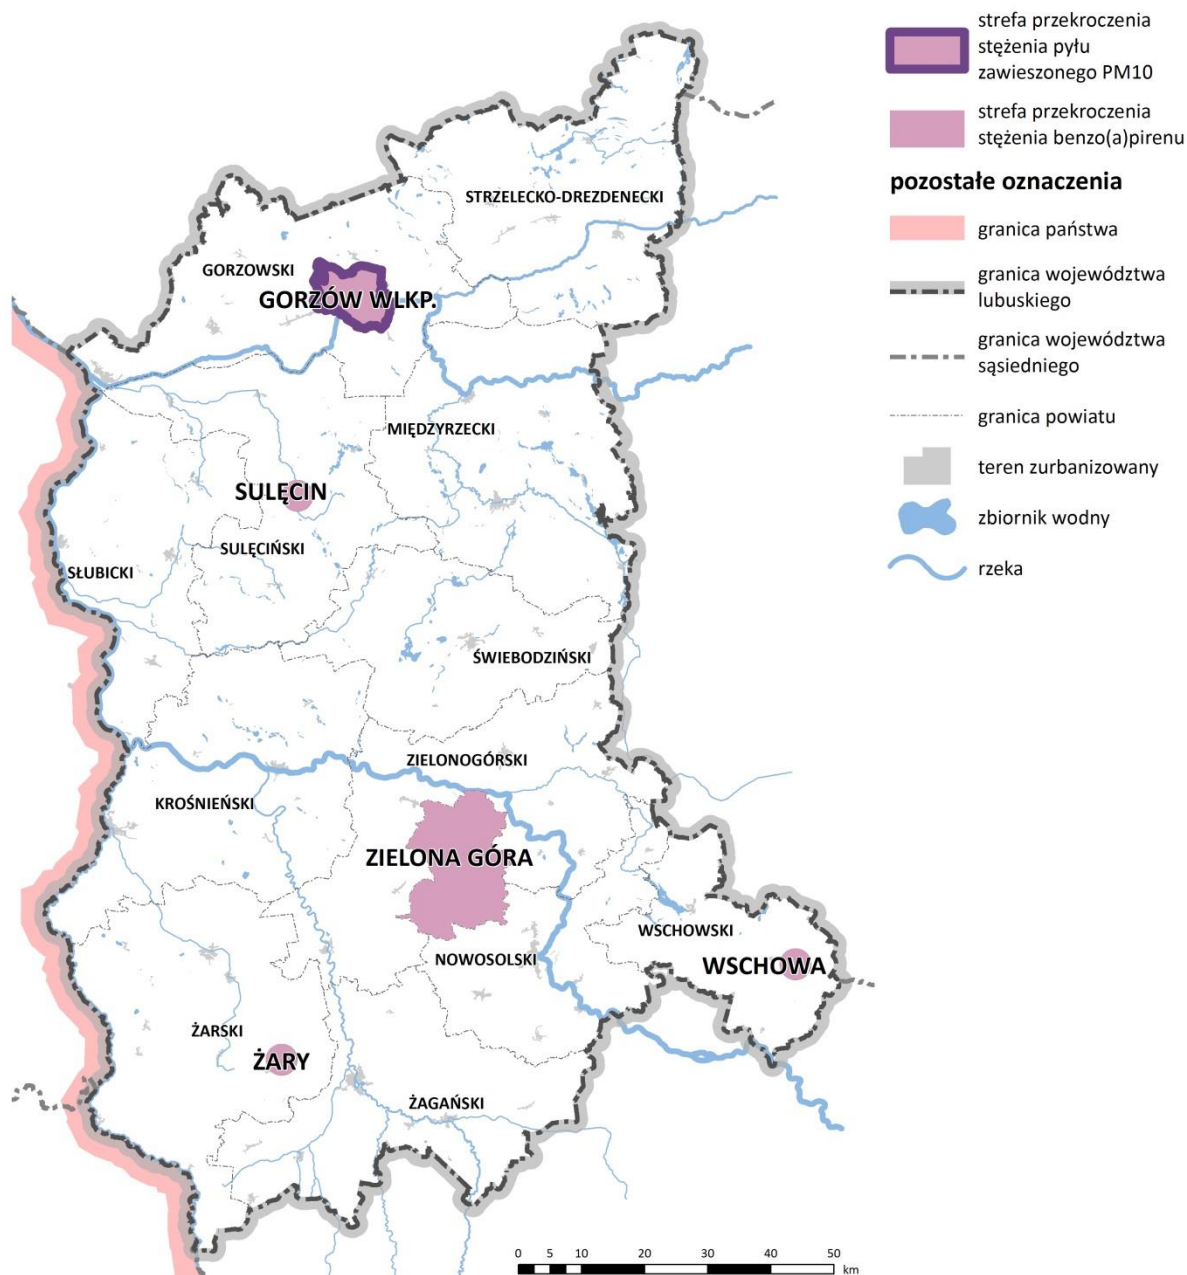 strefa przekroczenia
stężenia pyłu
zawieszonego PM10
strefa przekroczenia
stężenia benzo(a)pirenu
pozostałe oznaczenia
granica państwa
granica województwa
lubuskiego
granica województwa
sąsiedniego
granica powiatu
teren zurbanizowany
zbiornik wodny
rzeka
STRZELECKO-DREZDENECKI
GORZOWSKI
GORZÓW WLKP.
MIĘDZYRZECKI
SULĘCIN
SULĘCIŃSKI
SŁUBICKI
ŚWIEBODZIŃSKI
ZIELONOGÓRSKI
KROŚNIEŃSKI
ZIELONA GÓRA
WSCHOWSKI
NOWOSOLSKI
WSCHOWA
ŻARSKI
ŻARY
ŻAGAŃSKI
0 5 10 20 30 40 50
km